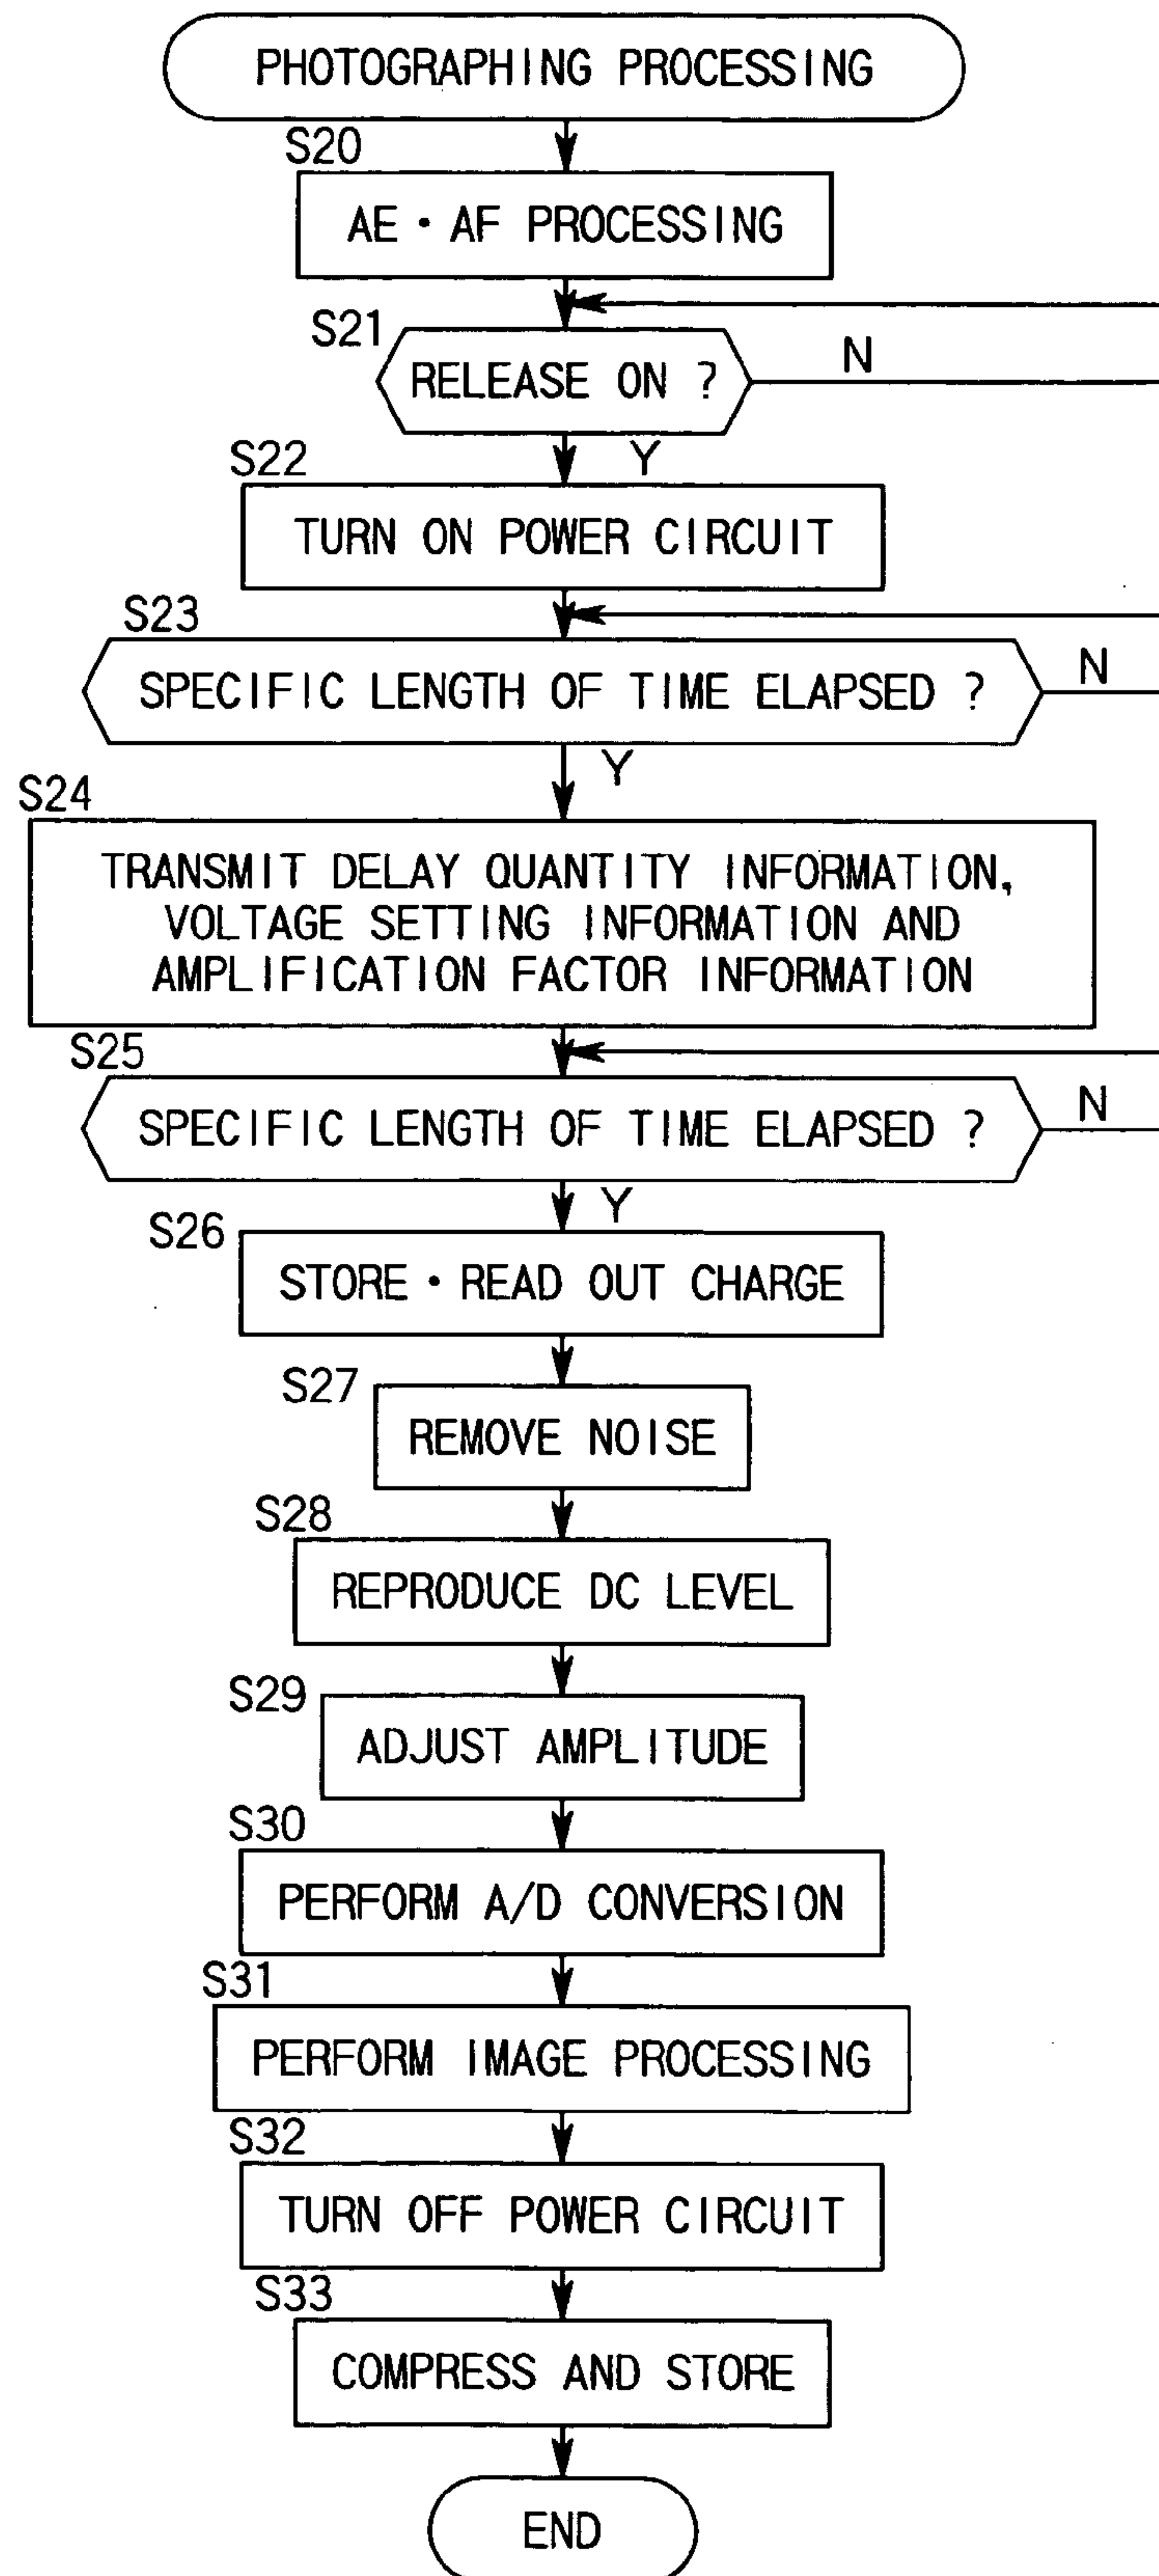 PHOTOGRAPHING PROCESSING
S20
AE・AF PROCESSING
S21
RELEASE ON ?
N
Y
S22
TURN ON POWER CIRCUIT
S23
SPECIFIC LENGTH OF TIME ELAPSED ?
N
Y
S24
TRANSMIT DELAY QUANTITY INFORMATION,
VOLTAGE SETTING INFORMATION AND
AMPLIFICATION FACTOR INFORMATION
S25
SPECIFIC LENGTH OF TIME ELAPSED ?
N
Y
S26
STORE・READ OUT CHARGE
S27
REMOVE NOISE
S28
REPRODUCE DC LEVEL
S29
ADJUST AMPLITUDE
S30
PERFORM A/D CONVERSION
S31
PERFORM IMAGE PROCESSING
S32
TURN OFF POWER CIRCUIT
S33
COMPRESS AND STORE
END